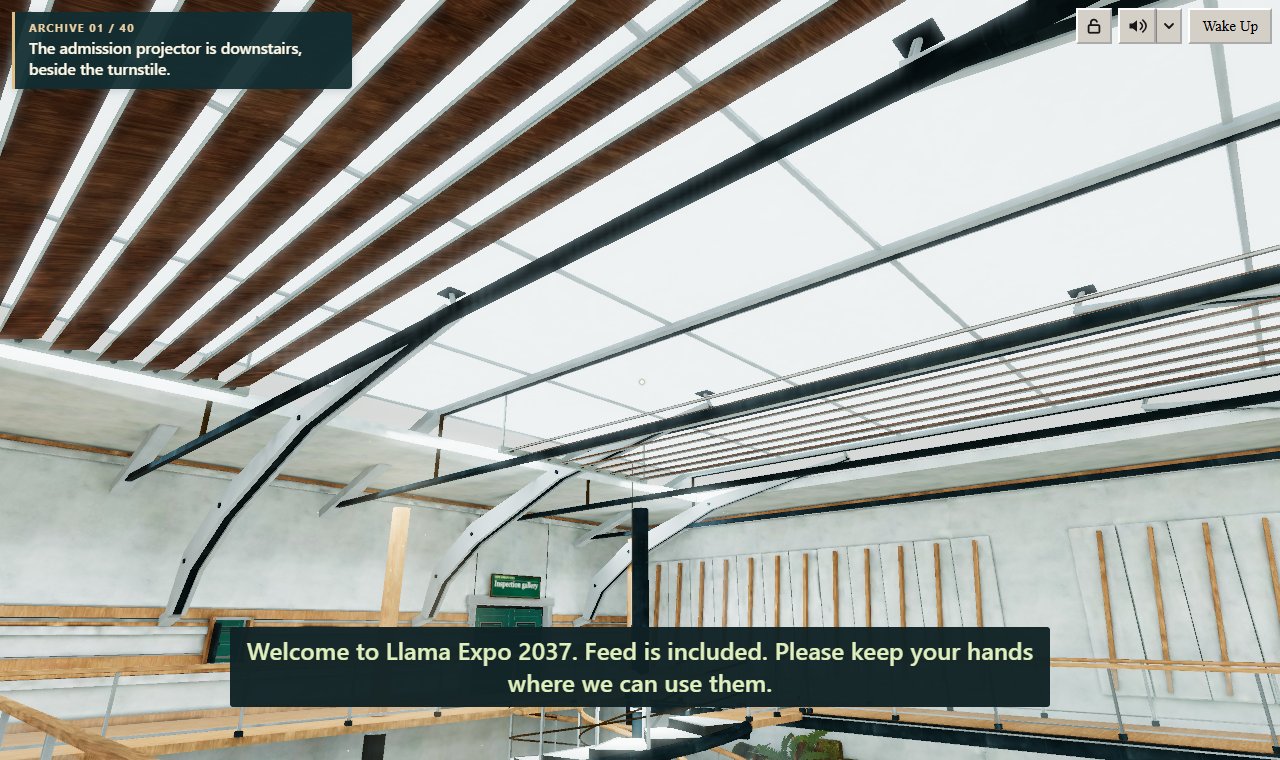 ARCHIVE 01 / 40
The admission projector is downstairs,
beside the turnstile.
Wake Up
Inspection gallery
Welcome to Llama Expo 2037. Feed is included. Please keep your hands
where we can use them.